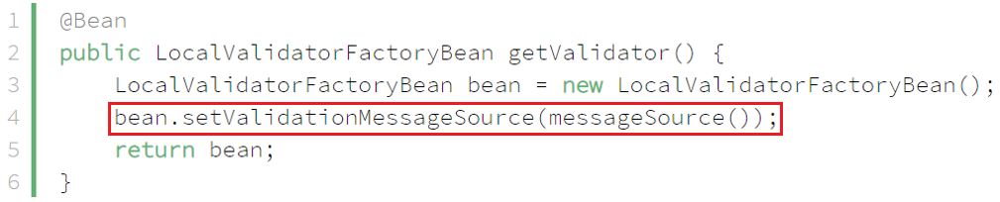 1 @Bean
2 public LocalValidatorFactoryBean getValidator() {
3     LocalValidatorFactoryBean bean = new LocalValidatorFactoryBean();
4     bean.setValidationMessageSource(messageSource());
5     return bean;
6 }